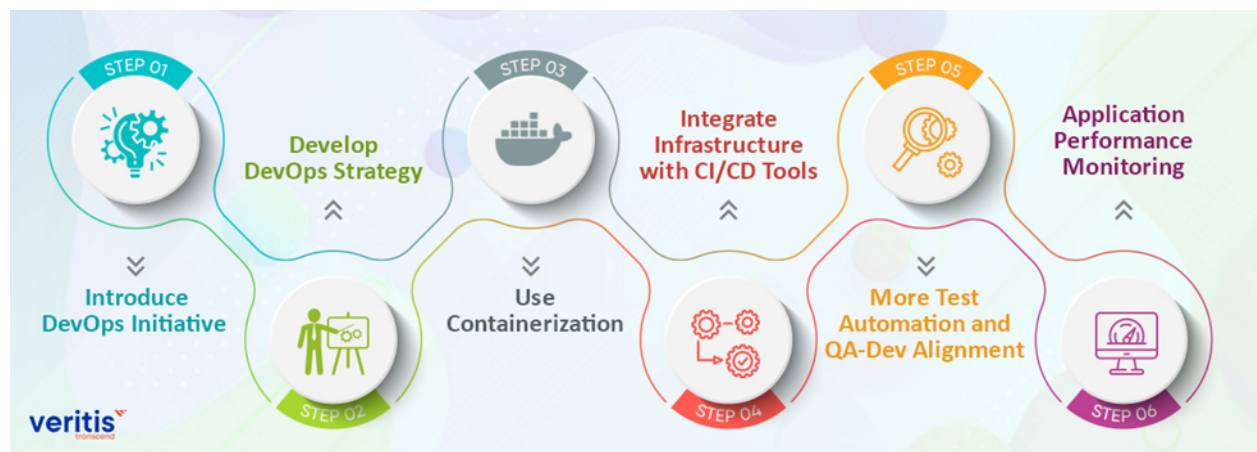 STEP 01
Introduce
DevOps Initiative
Develop
DevOps Strategy
STEP 02
STEP 03
Use
Containerization
Integrate
Infrastructure
with CI/CD Tools
STEP 04
STEP 05
More Test
Automation and
QA-Dev Alignment
Application
Performance
Monitoring
STEP 06
veritis
transcend